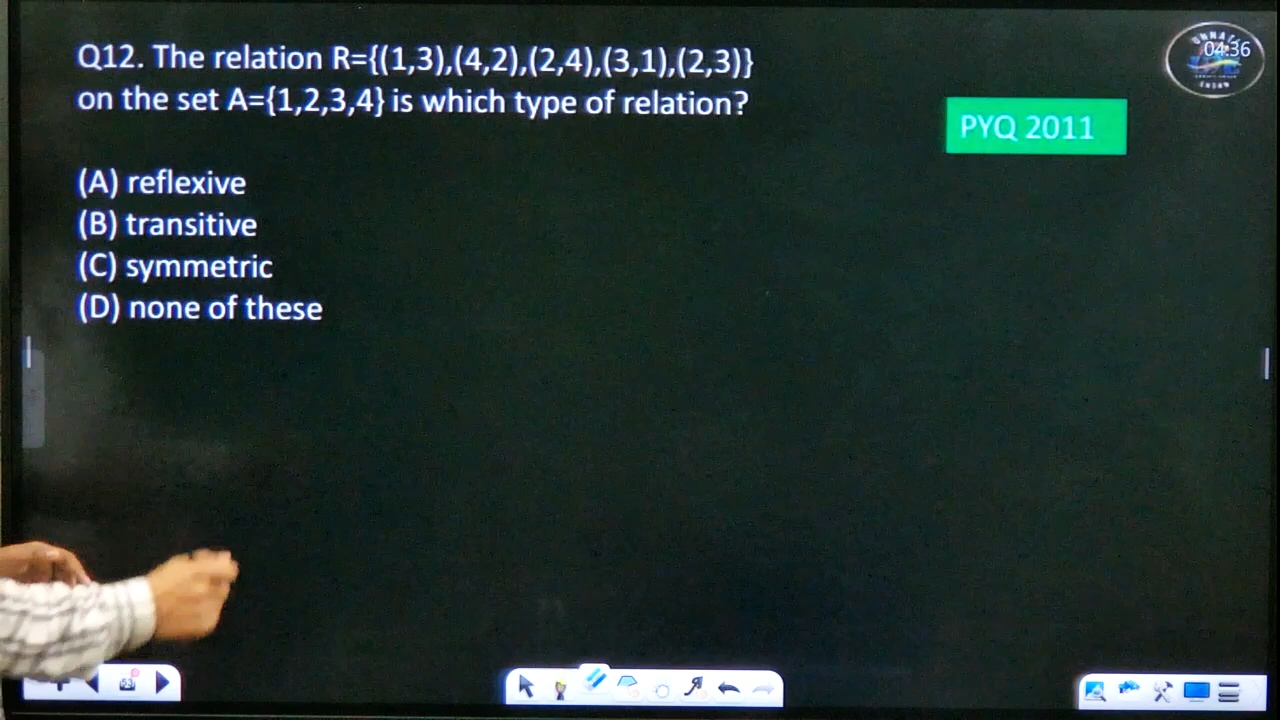 Q12. The relation R={(1,3),(4,2),(2,4),(3,1),(2,3)}
on the set A={1,2,3,4} is which type of relation?
04:36
PYQ 2011
(A) reflexive
(B) transitive
(C) symmetric
(D) none of these
53